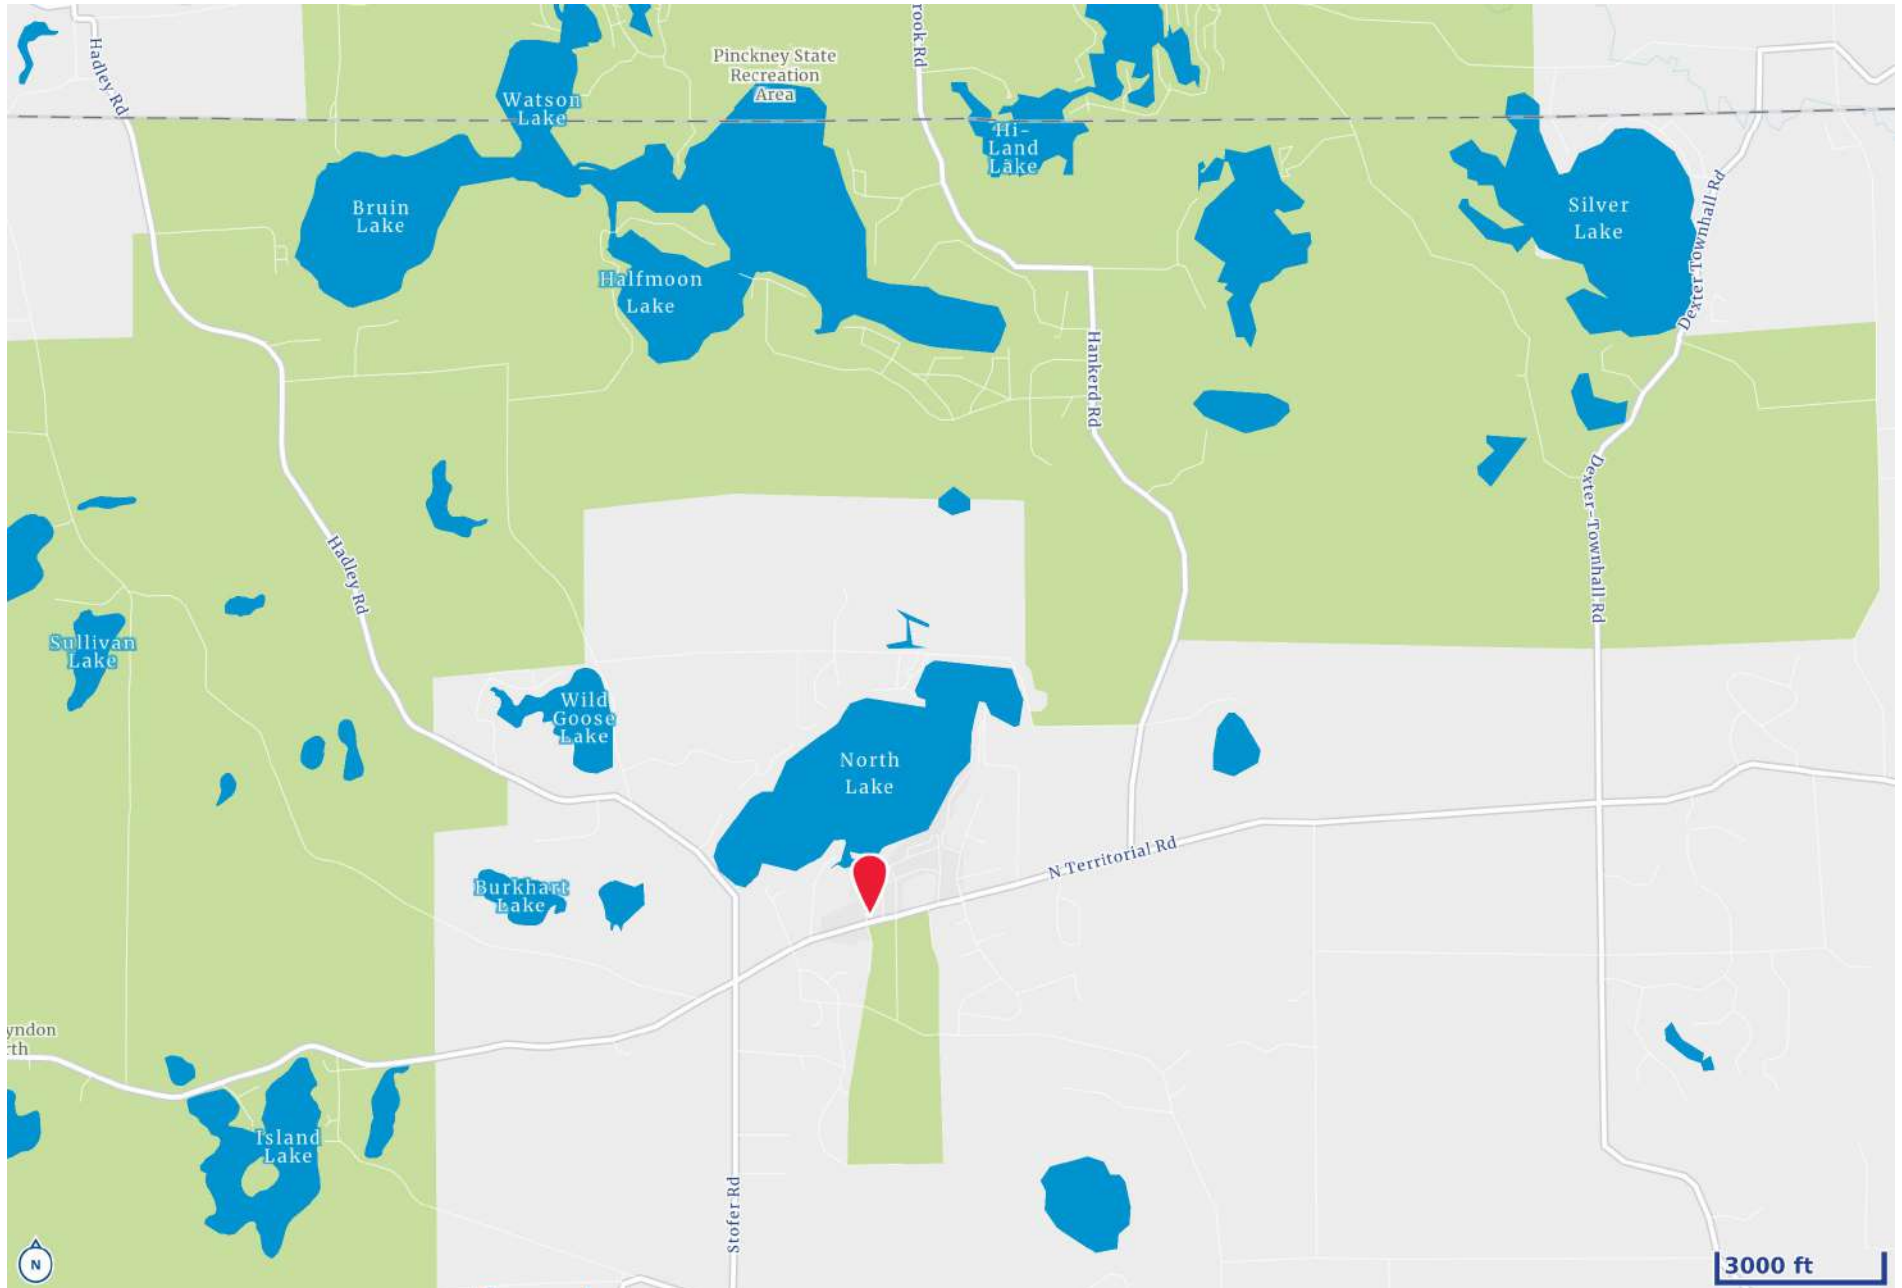 Hadley Rd
rook Rd
Pinckney State
Recreation
Area
Watson
Lake
Hi-
Land
Lake
Bruin
Lake
Silver
Lake
Dexter Townhall Rd
Halfmoon
Lake
Hankerd Rd
Dexter-Townhall Rd
Hadley Rd
Sullivan
Lake
Wild
Goose
Lake
North
Lake
N Territorial Rd
Burkhart
Lake
yndon
rth
Island
Lake
Stofer Rd
N
3000 ft